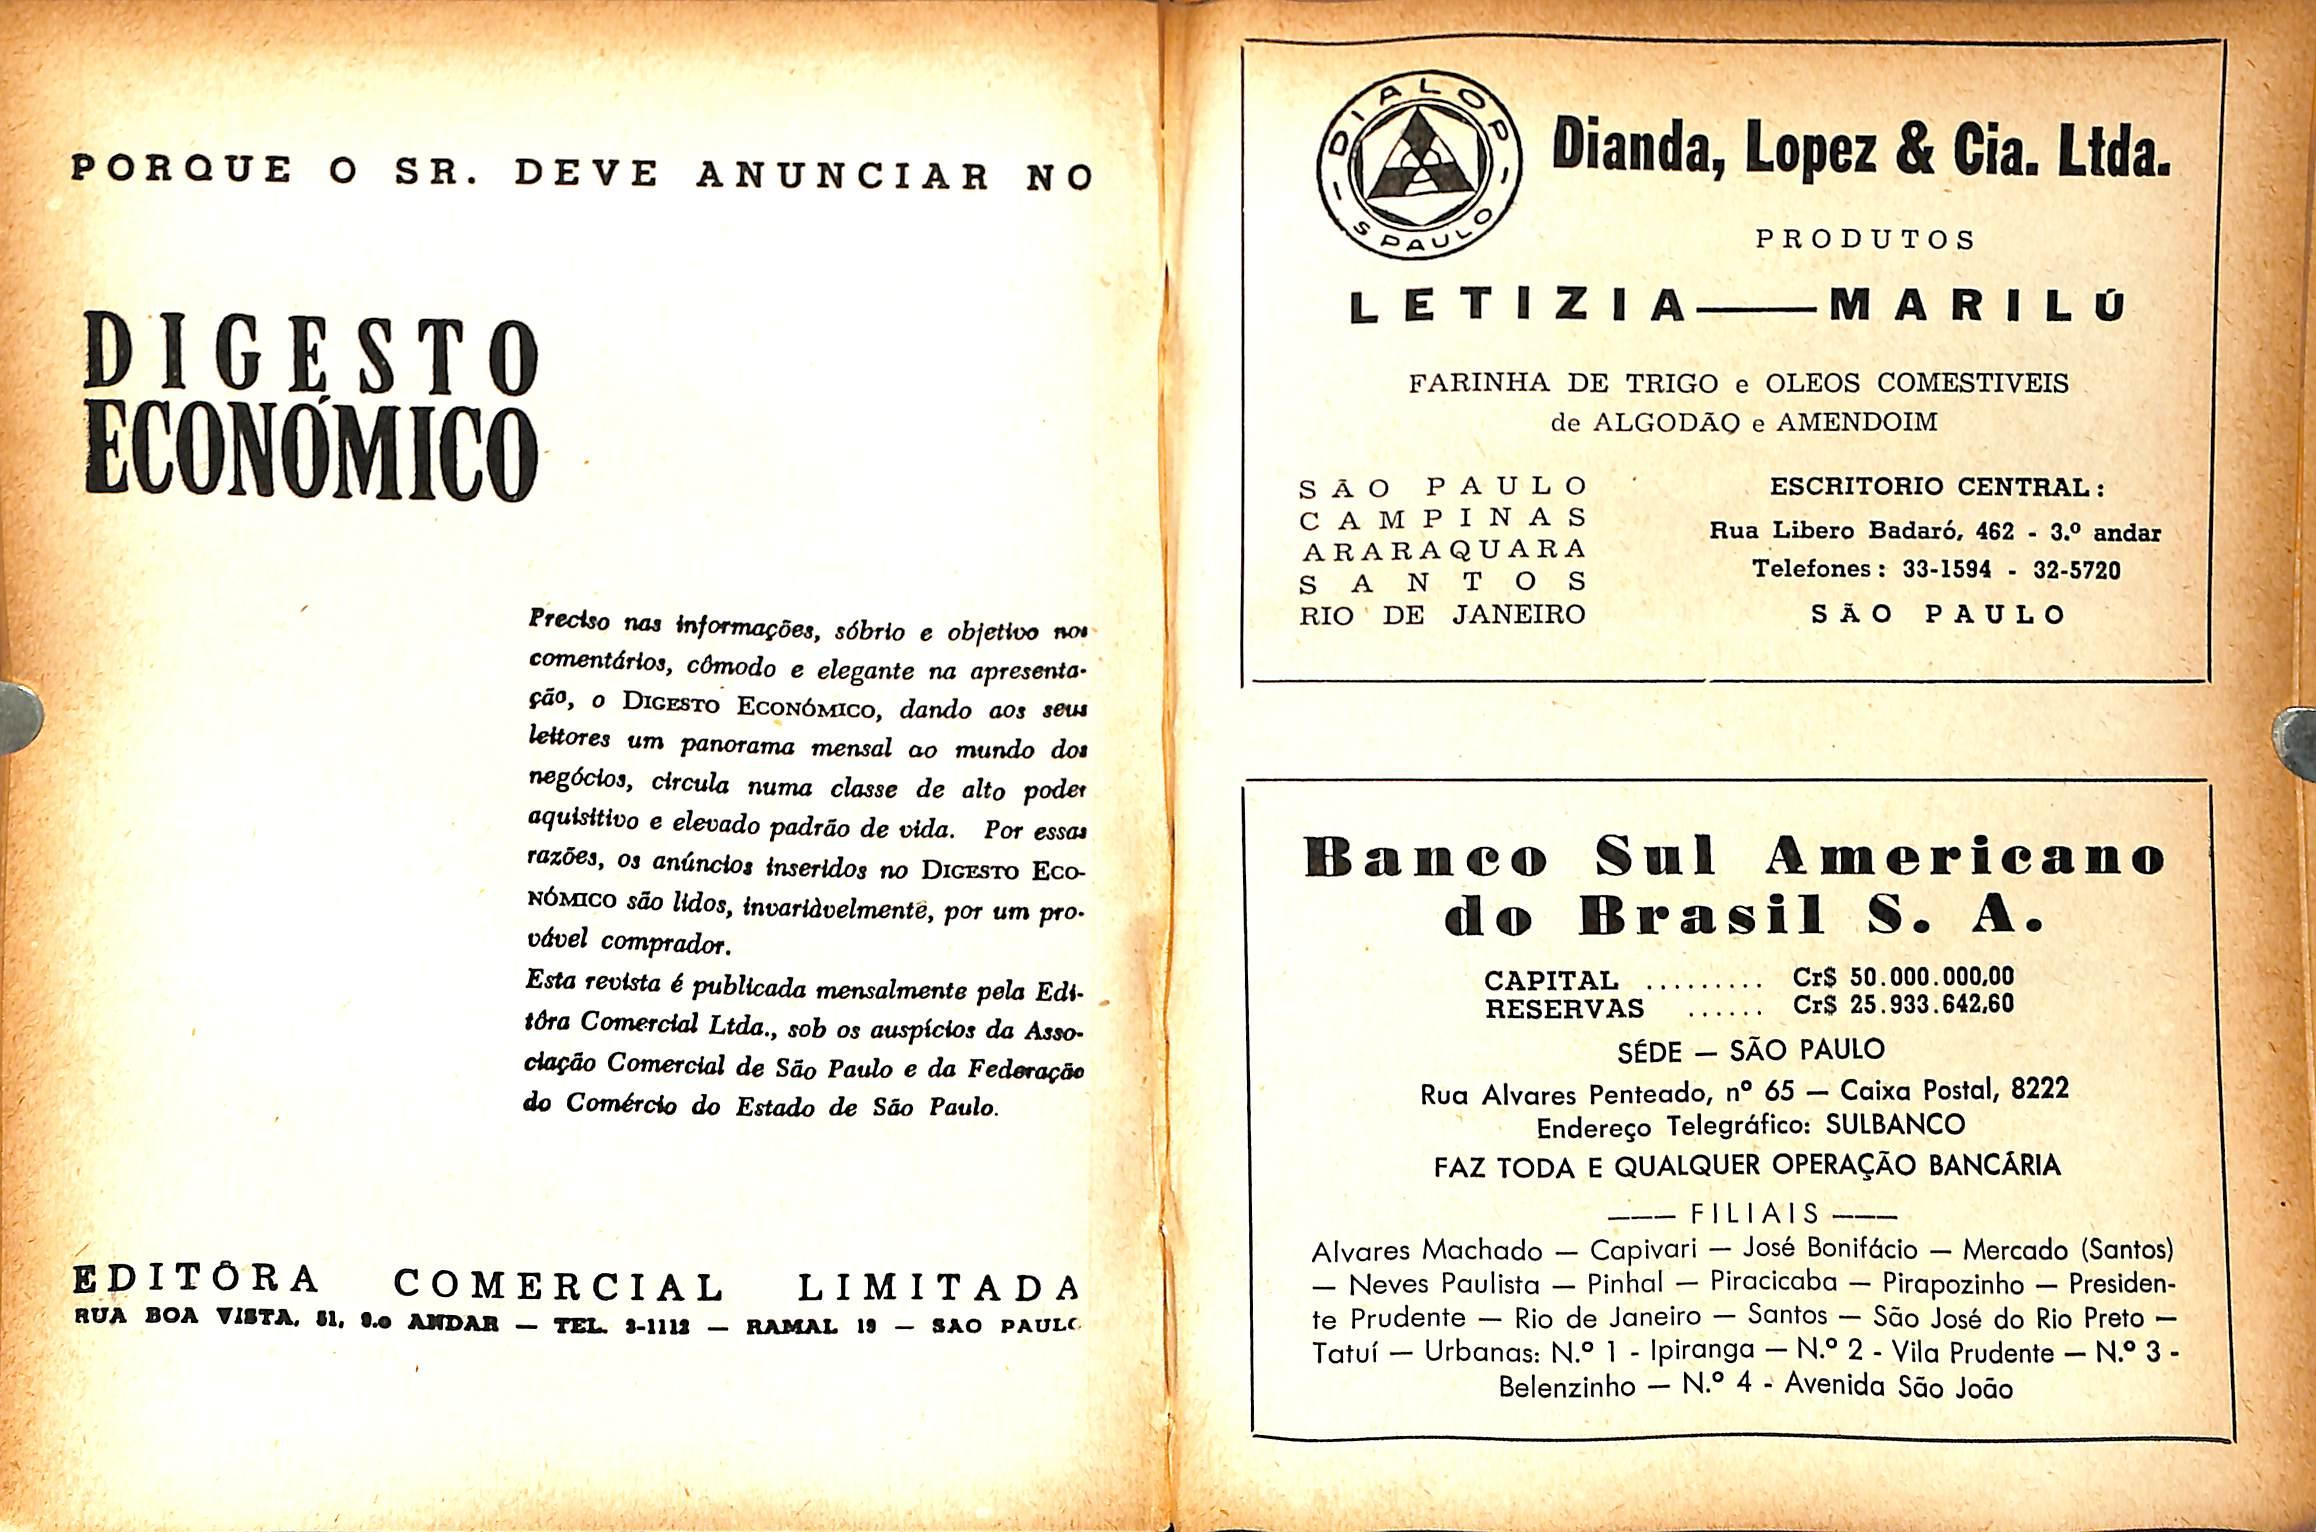 PORQUE O SR. DEVE ANUNCIAR NO
DIGESTO
ECONÓMICO
Preciso nas informações, sóbrio e objetivo nos
comentários, cômodo e elegante na apresenta-
ção, o DIGESTO ECONÓMICO, dando aos seus
leitores um panorama mensal ao mundo dos
negócios, circula numa classe de alto poder
aquisitivo e elevado padrão de vida. Por essas
razões, os anúncios inseridos no DIGESTO ECO-
NÓMICO são lidos, invariàvelmente, por um pro-
vável comprador.
Esta revista é publicada mensalmente pela Edi-
tôra Comercial Ltda., sob os auspícios da Asso-
ciação Comercial de São Paulo e da Federação
do Comércio do Estado de São Paulo.
EDITÔRA COMERCIAL LIMITADA
RUA BOA VISTA, 51, 9.o ANDAR — TEL. 3-1112 — RAMAL 19 — SAO PAULO
DIALOP
- S PAULO -
Dianda, Lopez & Cia. Ltda.
PRODUTOS
LETIZIA — MARILÚ
FARINHA DE TRIGO e OLEOS COMESTIVEIS
de ALGODÃO e AMENDOIM
SÃO PAULO
CAMPINAS
ARARAQUARA
SANTOS
RIO DE JANEIRO
ESCRITORIO CENTRAL:
Rua Libero Badaró, 462 - 3.º andar
Telefones: 33-1594 - 32-5720
SÃO PAULO
Banco Sul Americano
do Brasil S. A.
CAPITAL ......... Cr$ 50.000.000,00
RESERVAS ...... Cr$ 25.933.642,60
SÉDE — SÃO PAULO
Rua Alvares Penteado, nº 65 — Caixa Postal, 8222
Endereço Telegráfico: SULBANCO
FAZ TODA E QUALQUER OPERAÇÃO BANCÁRIA
——— FILIAIS ———
Alvares Machado — Capivari — José Bonifácio — Mercado (Santos)
— Neves Paulista — Pinhal — Piracicaba — Pirapozinho — Presiden-
te Prudente — Rio de Janeiro — Santos — São José do Rio Preto —
Tatuí — Urbanas: N.º 1 - Ipiranga — N.º 2 - Vila Prudente — N.º 3 -
Belenzinho — N.º 4 - Avenida São João